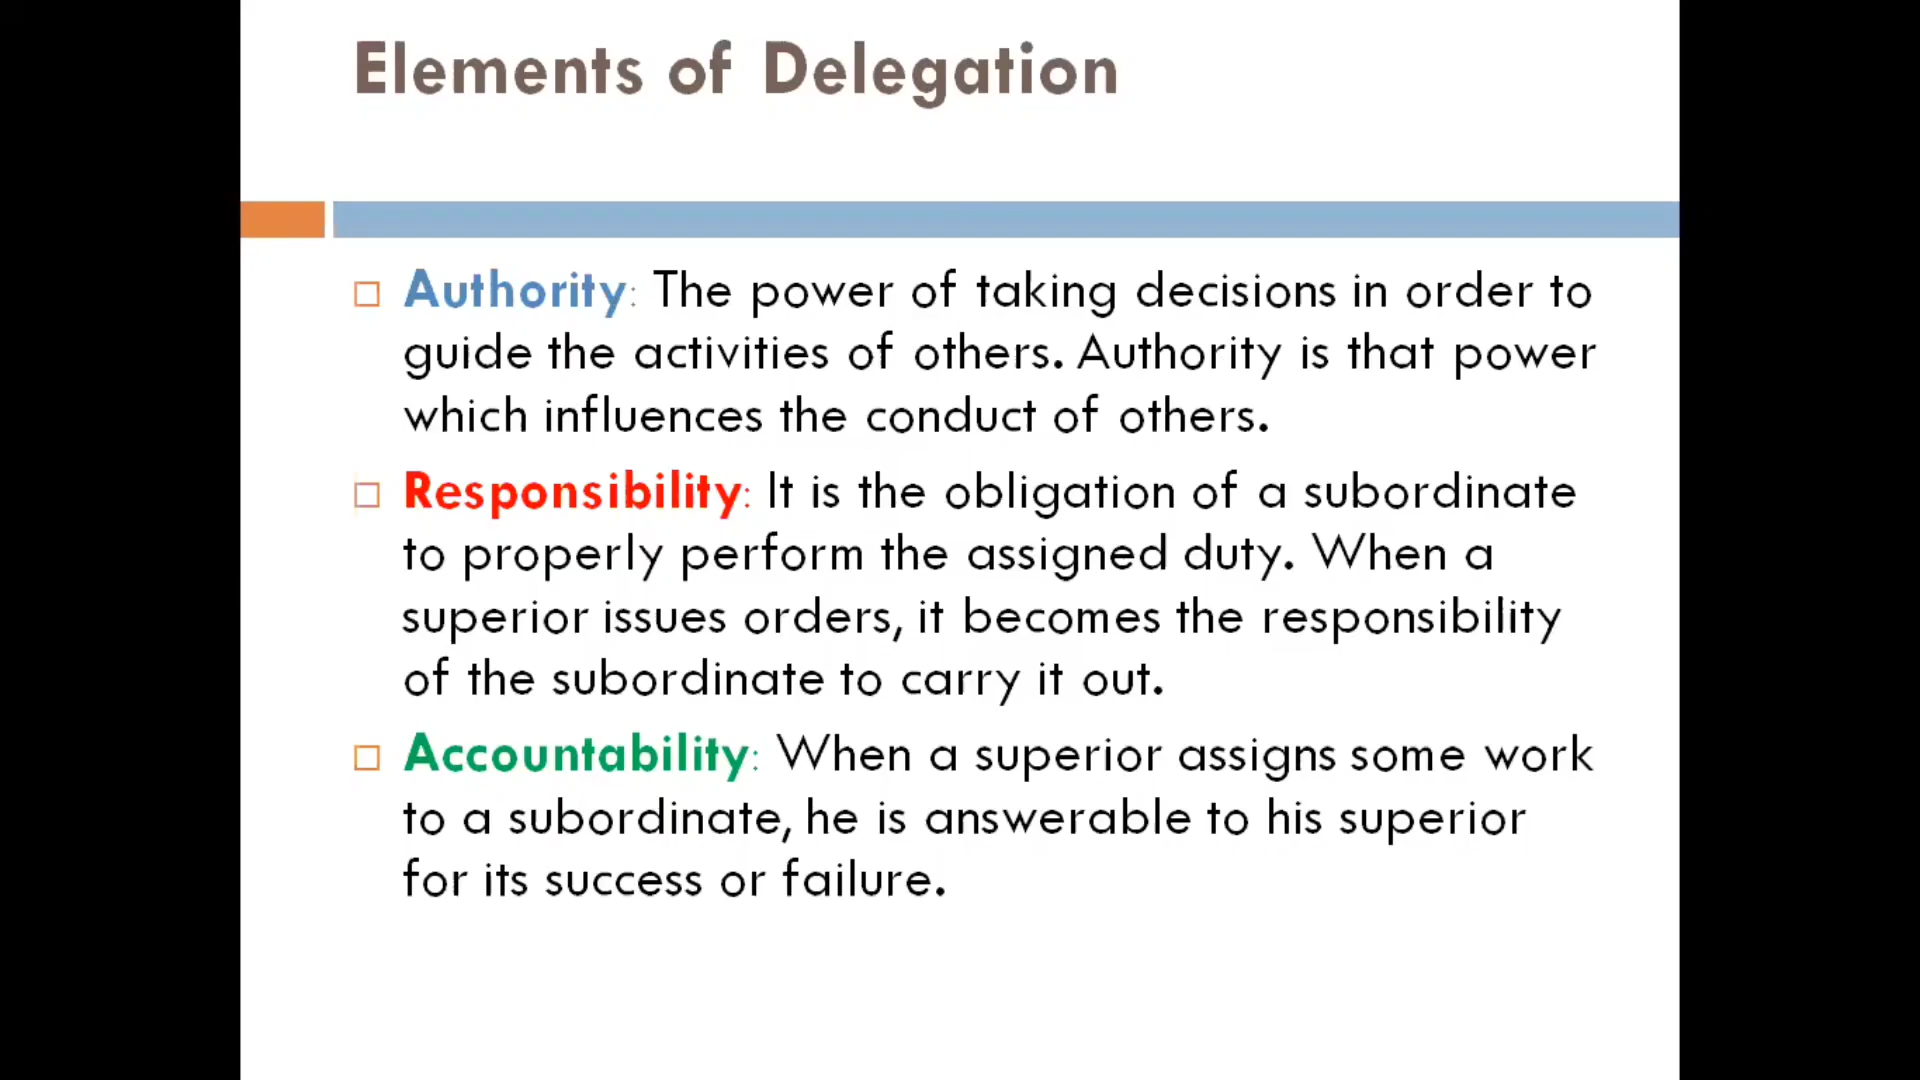 Elements of Delegation
Authority: The power of taking decisions in order to
guide the activities of others. Authority is that power
which influences the conduct of others.
Responsibility: It is the obligation of a subordinate
to properly perform the assigned duty. When a
superior issues orders, it becomes the responsibility
of the subordinate to carry it out.
Accountability: When a superior assigns some work
to a subordinate, he is answerable to his superior
for its success or failure.